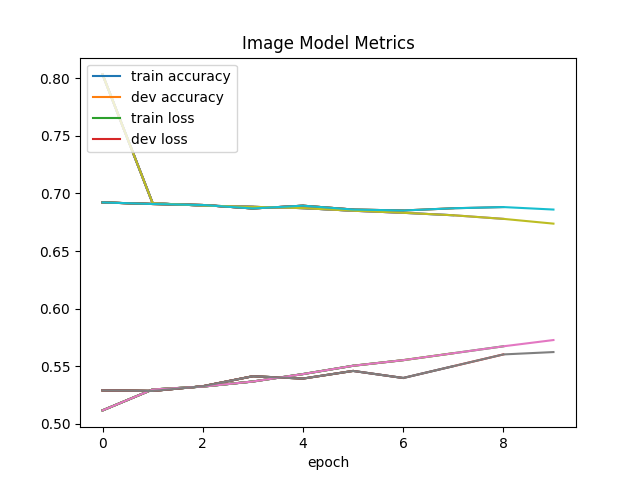 Image Model Metrics
train accuracy
dev accuracy
train loss
dev loss
0.80
0.75
0.70
0.65
0.60
0.55
0.50
0 2 4 6 8
epoch